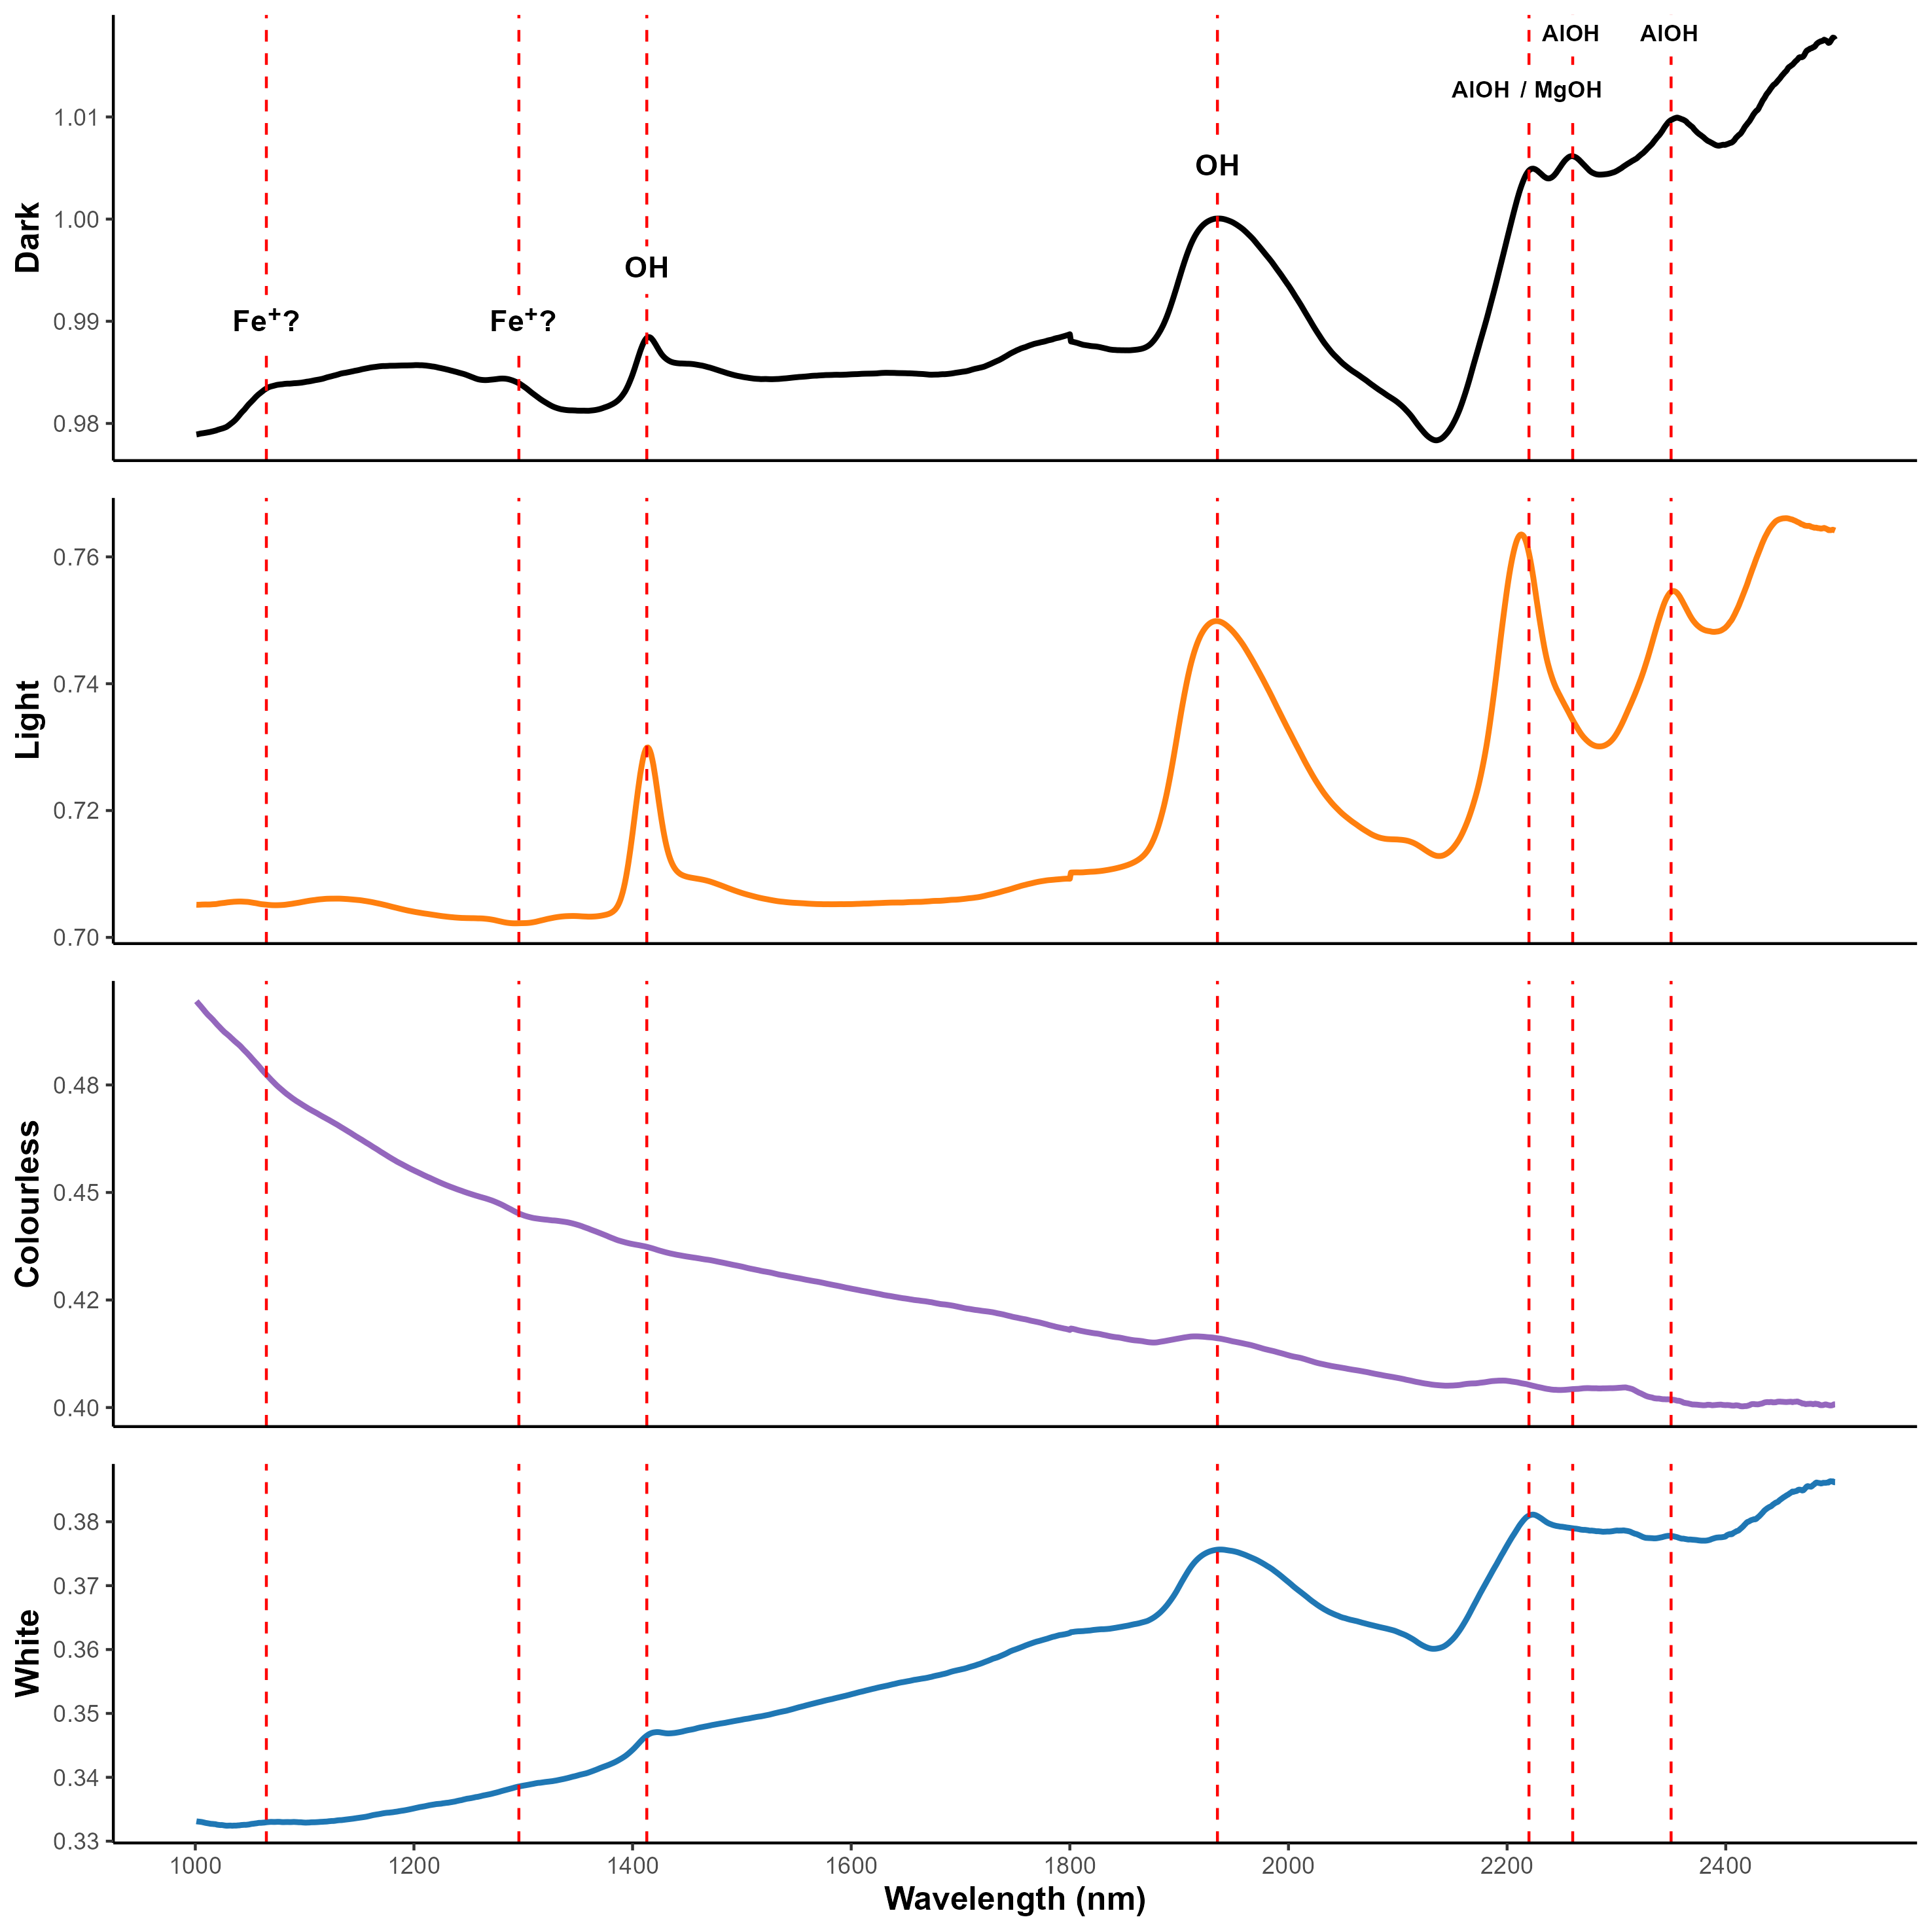 AlOH AlOH
AlOH / MgOH
OH
OH
Fe⁺? Fe⁺?
Dark
1.01
1.00
0.99
0.98
Light
0.76
0.74
0.72
0.70
Colourless
0.48
0.45
0.42
0.40
White
0.38
0.37
0.36
0.35
0.34
0.33
1000 1200 1400 1600 1800 2000 2200 2400
Wavelength (nm)